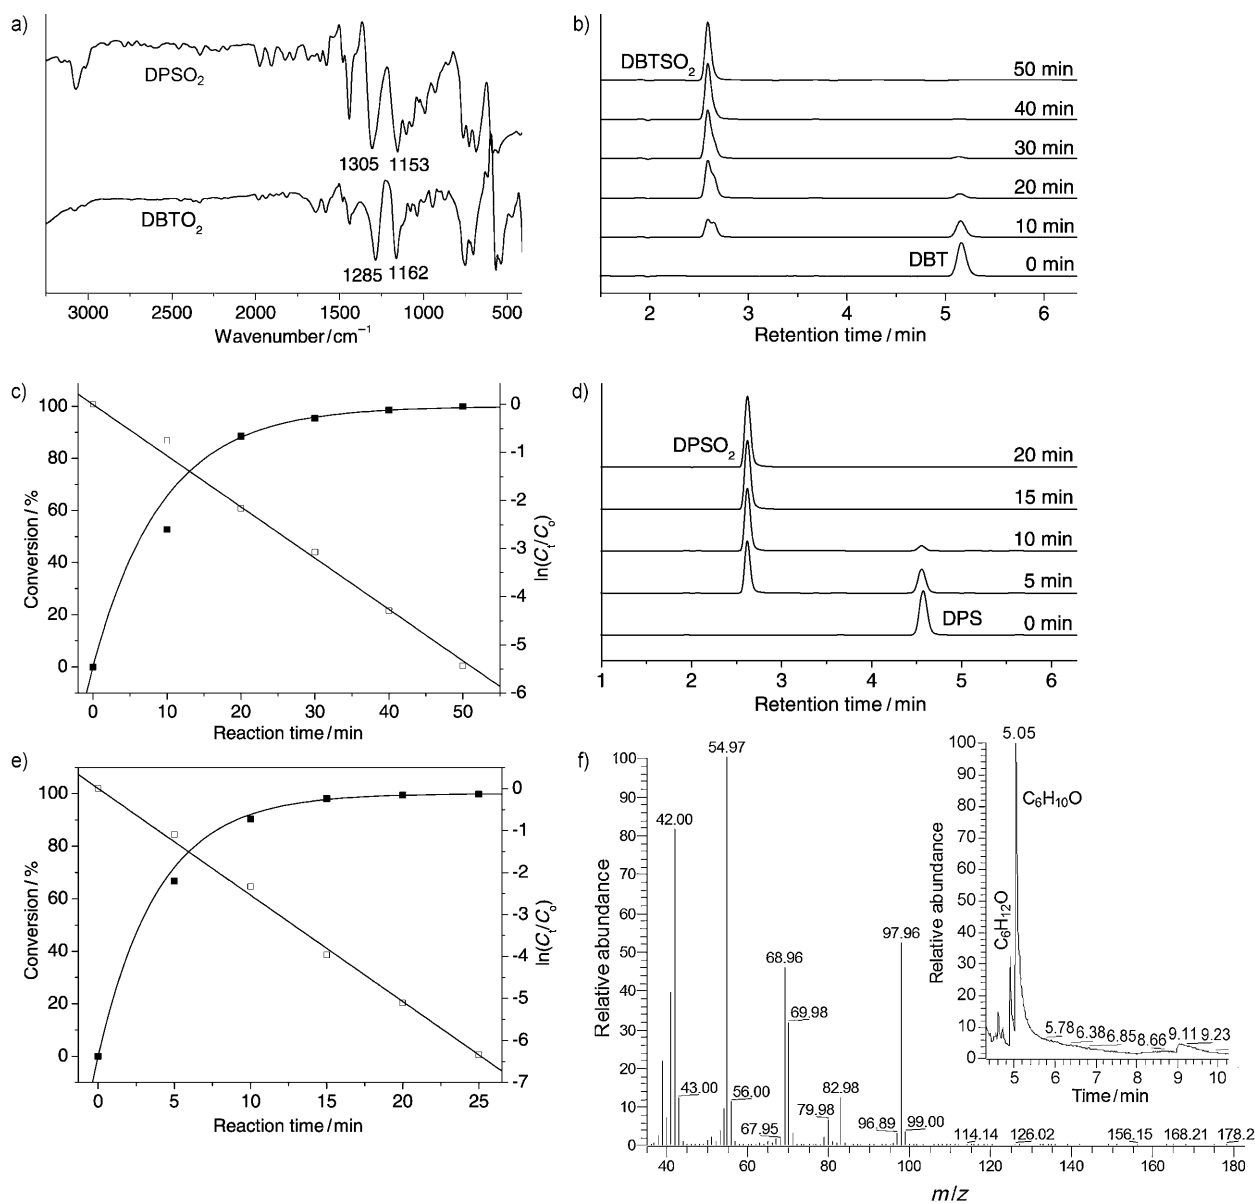 a)
DPSO2
1305 1153
DBTO2
1285 1162
3000 2500 2000 1500 1000 500
Wavenumber / cm–1
b)
DBTSO2
50 min
40 min
30 min
20 min
10 min
DBT
0 min
2 3 4 5 6
Retention time / min
c)
100
80
60
40
20
0
Conversion / %
0
-1
-2
-3
-4
-5
-6
ln(Ct/Co)
0 10 20 30 40 50
Reaction time / min
d)
DPSO2
20 min
15 min
10 min
5 min
DPS
0 min
1 2 3 4 5 6
Retention time / min
e)
100
80
60
40
20
0
Conversion / %
0
-1
-2
-3
-4
-5
-6
-7
ln(Ct/Co)
0 5 10 15 20 25
Reaction time / min
f)
100
90
80
70
60
50
40
30
20
10
0
Relative abundance
54.97
42.00
97.96
68.96
69.98
43.00
56.00
82.98
79.98
67.95
96.89
99.00
114.14
126.02
156.15
168.21
178.2
40 60 80 100 120 140 160 180
m/z
5.05
100
90
80
70
60
50
40
30
20
10
0
Relative abundance
C6H10O
C6H12O
5.78
6.38
6.85
8.66
9.11
9.23
5 6 7 8 9 10
Time / min